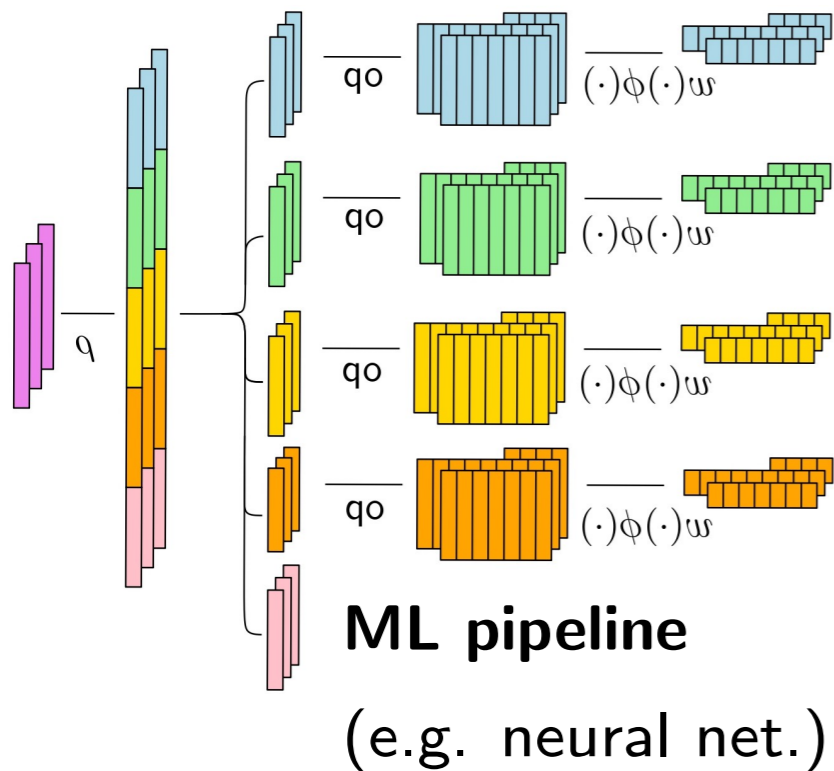 qo
(·)ϕ(·)w
qo
(·)ϕ(·)w
ρ
qo
(·)ϕ(·)w
qo
(·)ϕ(·)w
ML pipeline
(e.g. neural net.)